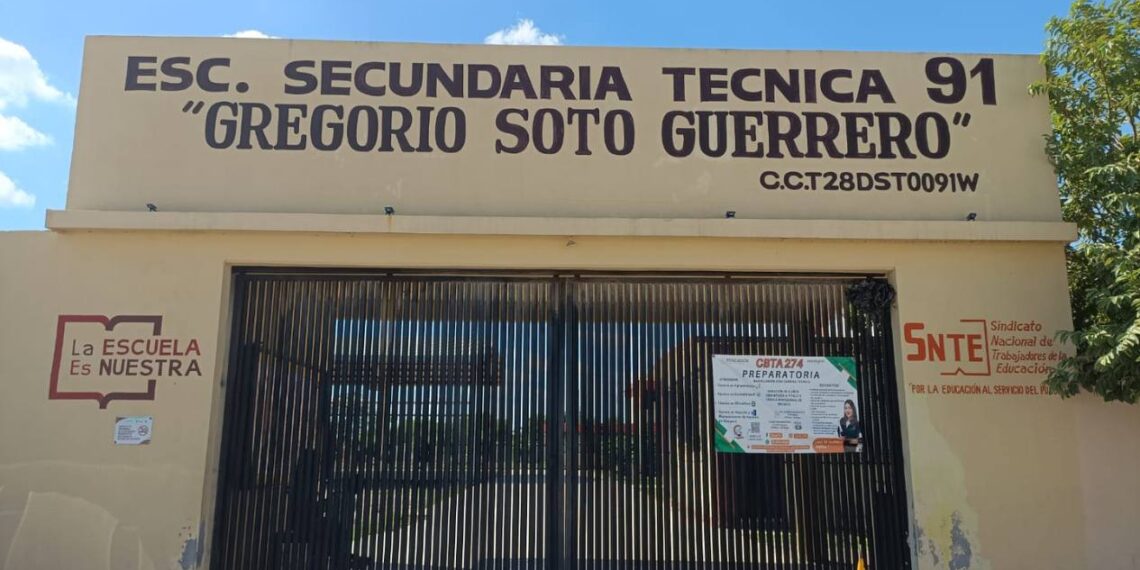 ESC. SECUNDARIA TECNICA 91
"GREGORIO SOTO GUERRERO"
C.C.T28DST0091W
La ESCUELA
Es NUESTRA
SNTE
Sindicato
Nacional de
Trabajadores de la
Educación
"POR LA EDUCACIÓN AL SERVICIO DEL
CBTA 274
PREPARATORIA